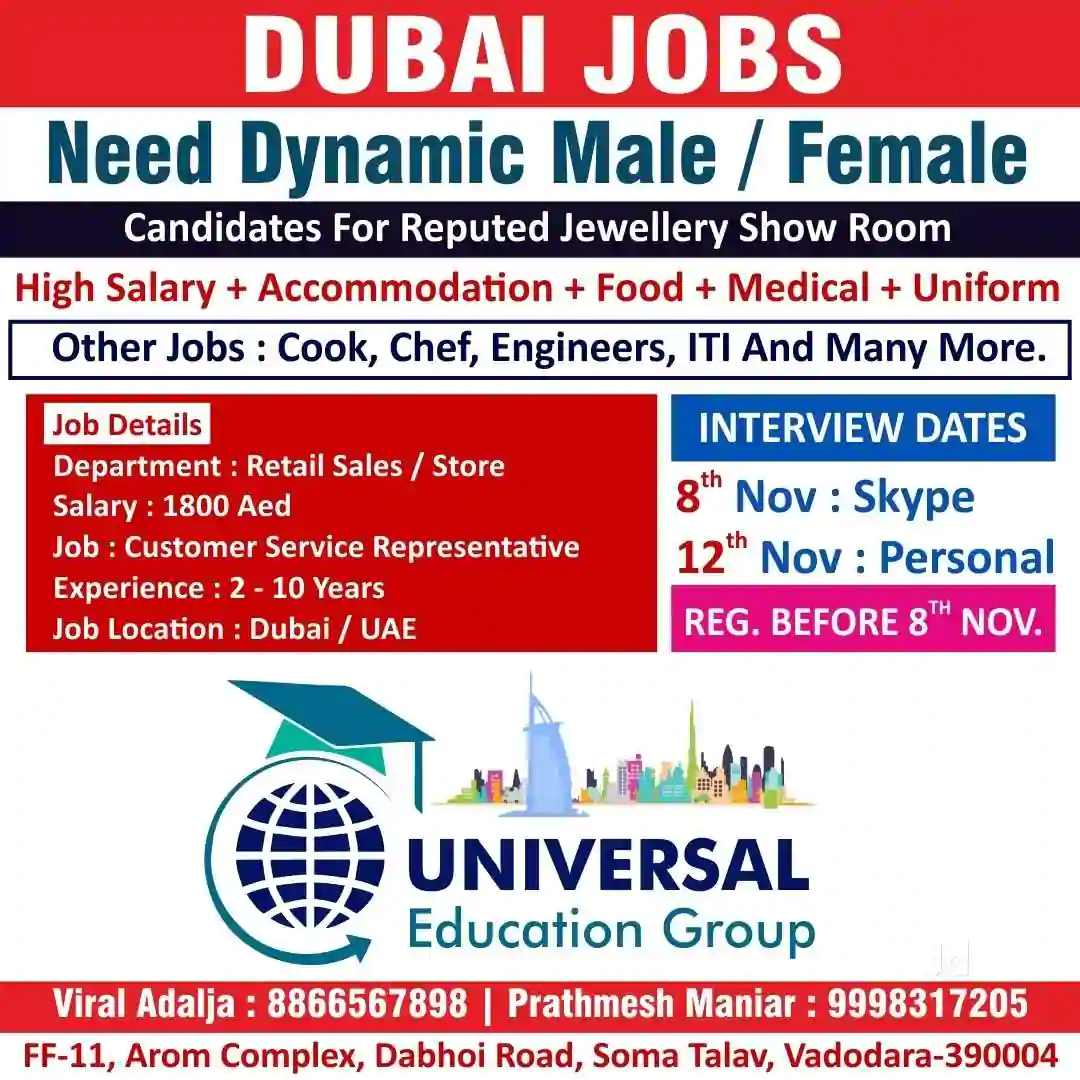 DUBAI JOBS
Need Dynamic Male / Female
Candidates For Reputed Jewellery Show Room
High Salary + Accommodation + Food + Medical + Uniform
Other Jobs : Cook, Chef, Engineers, ITI And Many More.
Job Details
Department : Retail Sales / Store
Salary : 1800 Aed
Job : Customer Service Representative
Experience : 2 - 10 Years
Job Location : Dubai / UAE
INTERVIEW DATES
8th Nov : Skype
12th Nov : Personal
REG. BEFORE 8TH NOV.
UNIVERSAL
Education Group
Jd
Viral Adalja : 8866567898 | Prathmesh Maniar : 9998317205
FF-11, Arom Complex, Dabhoi Road, Soma Talav, Vadodara-390004